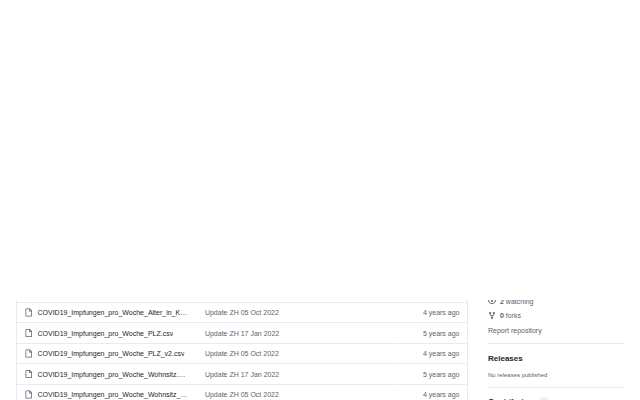 2 watching
COVID19_Impfungen_pro_Woche_Alter_in_K... Update ZH 05 Oct 2022 4 years ago
0 forks
COVID19_Impfungen_pro_Woche_PLZ.csv Update ZH 17 Jan 2022 5 years ago
Report repository
COVID19_Impfungen_pro_Woche_PLZ_v2.csv Update ZH 05 Oct 2022 4 years ago
Releases
COVID19_Impfungen_pro_Woche_Wohnsitz.... Update ZH 17 Jan 2022 5 years ago
No releases published
COVID19_Impfungen_pro_Woche_Wohnsitz_... Update ZH 05 Oct 2022 4 years ago